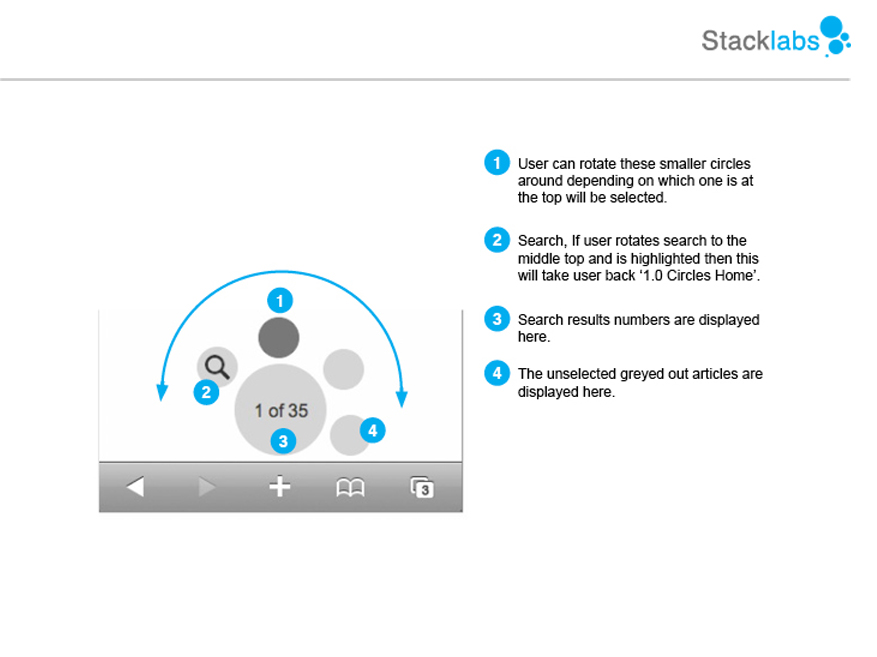 Stacklabs
1 User can rotate these smaller circles
around depending on which one is at
the top will be selected.
2 Search, If user rotates search to the
middle top and is highlighted then this
will take user back ‘1.0 Circles Home’.
3 Search results numbers are displayed
here.
4 The unselected greyed out articles are
displayed here.
1
2
1 of 35
3
4
3